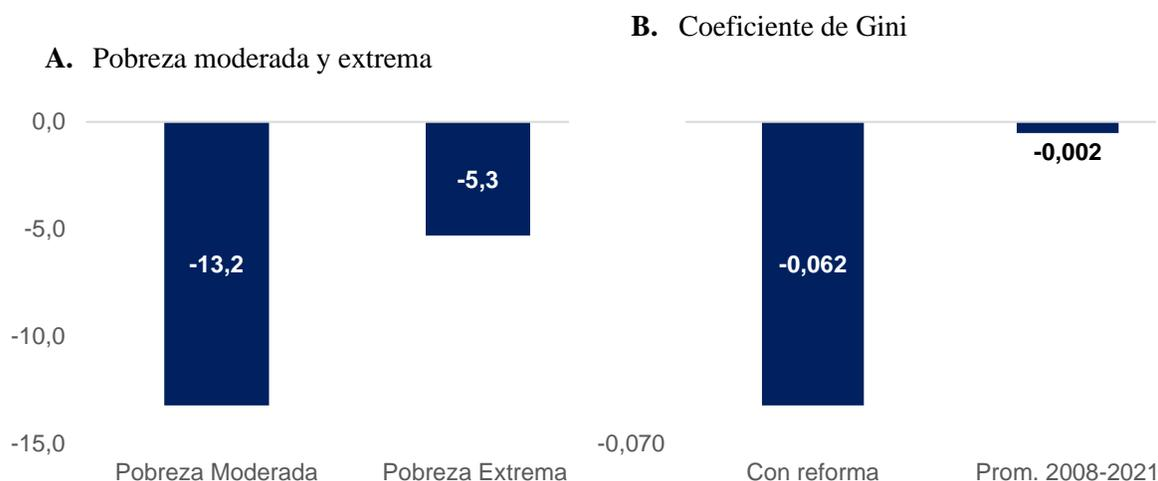 A. Pobreza moderada y extrema
0,0
-5,0
-10,0
-15,0
-13,2
-5,3
Pobreza Moderada
Pobreza Extrema
B. Coeficiente de Gini
-0,070
-0,062
-0,002
Con reforma
Prom. 2008-2021